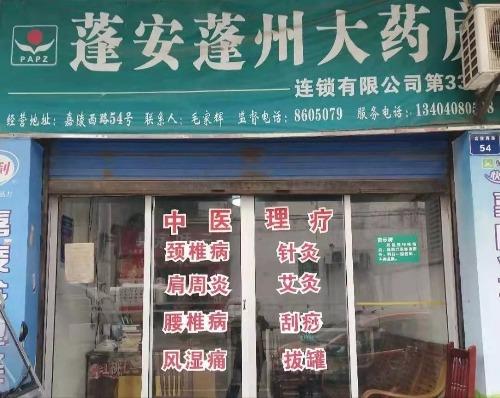 蓬安蓬州大药房
PAPZ
连锁有限公司第33
经营地址：嘉陵西路54号 联系人：毛家辉 监督电话：8605079 服务电话：1340408
54
中医理疗
颈椎病 针灸
肩周炎 艾灸
腰椎病 刮痧
风湿痛 拔罐